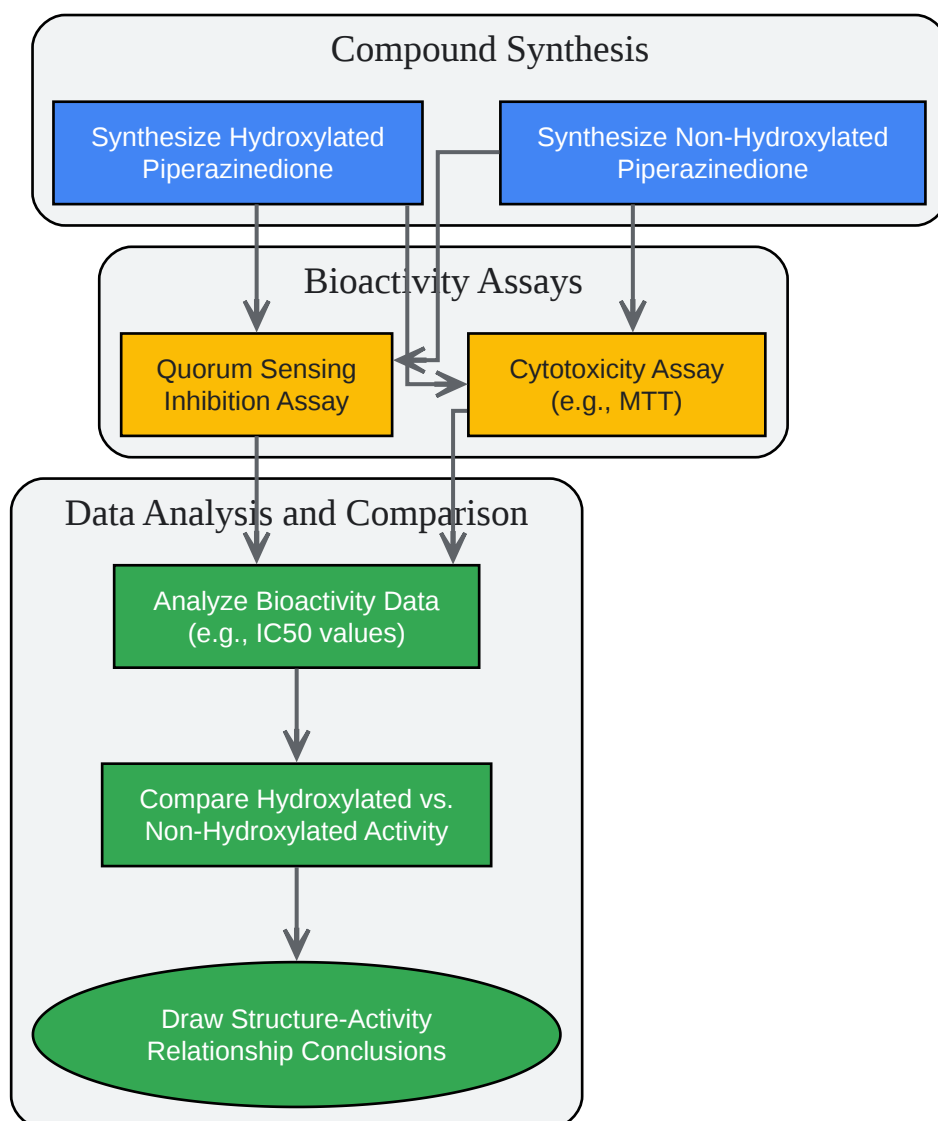 Compound Synthesis
Synthesize Hydroxylated
Piperazinedione
Synthesize Non-Hydroxylated
Piperazinedione
Bioactivity Assays
Quorum Sensing
Inhibition Assay
Cytotoxicity Assay
(e.g., MTT)
Data Analysis and Comparison
Analyze Bioactivity Data
(e.g., IC50 values)
Compare Hydroxylated vs.
Non-Hydroxylated Activity
Draw Structure-Activity
Relationship Conclusions